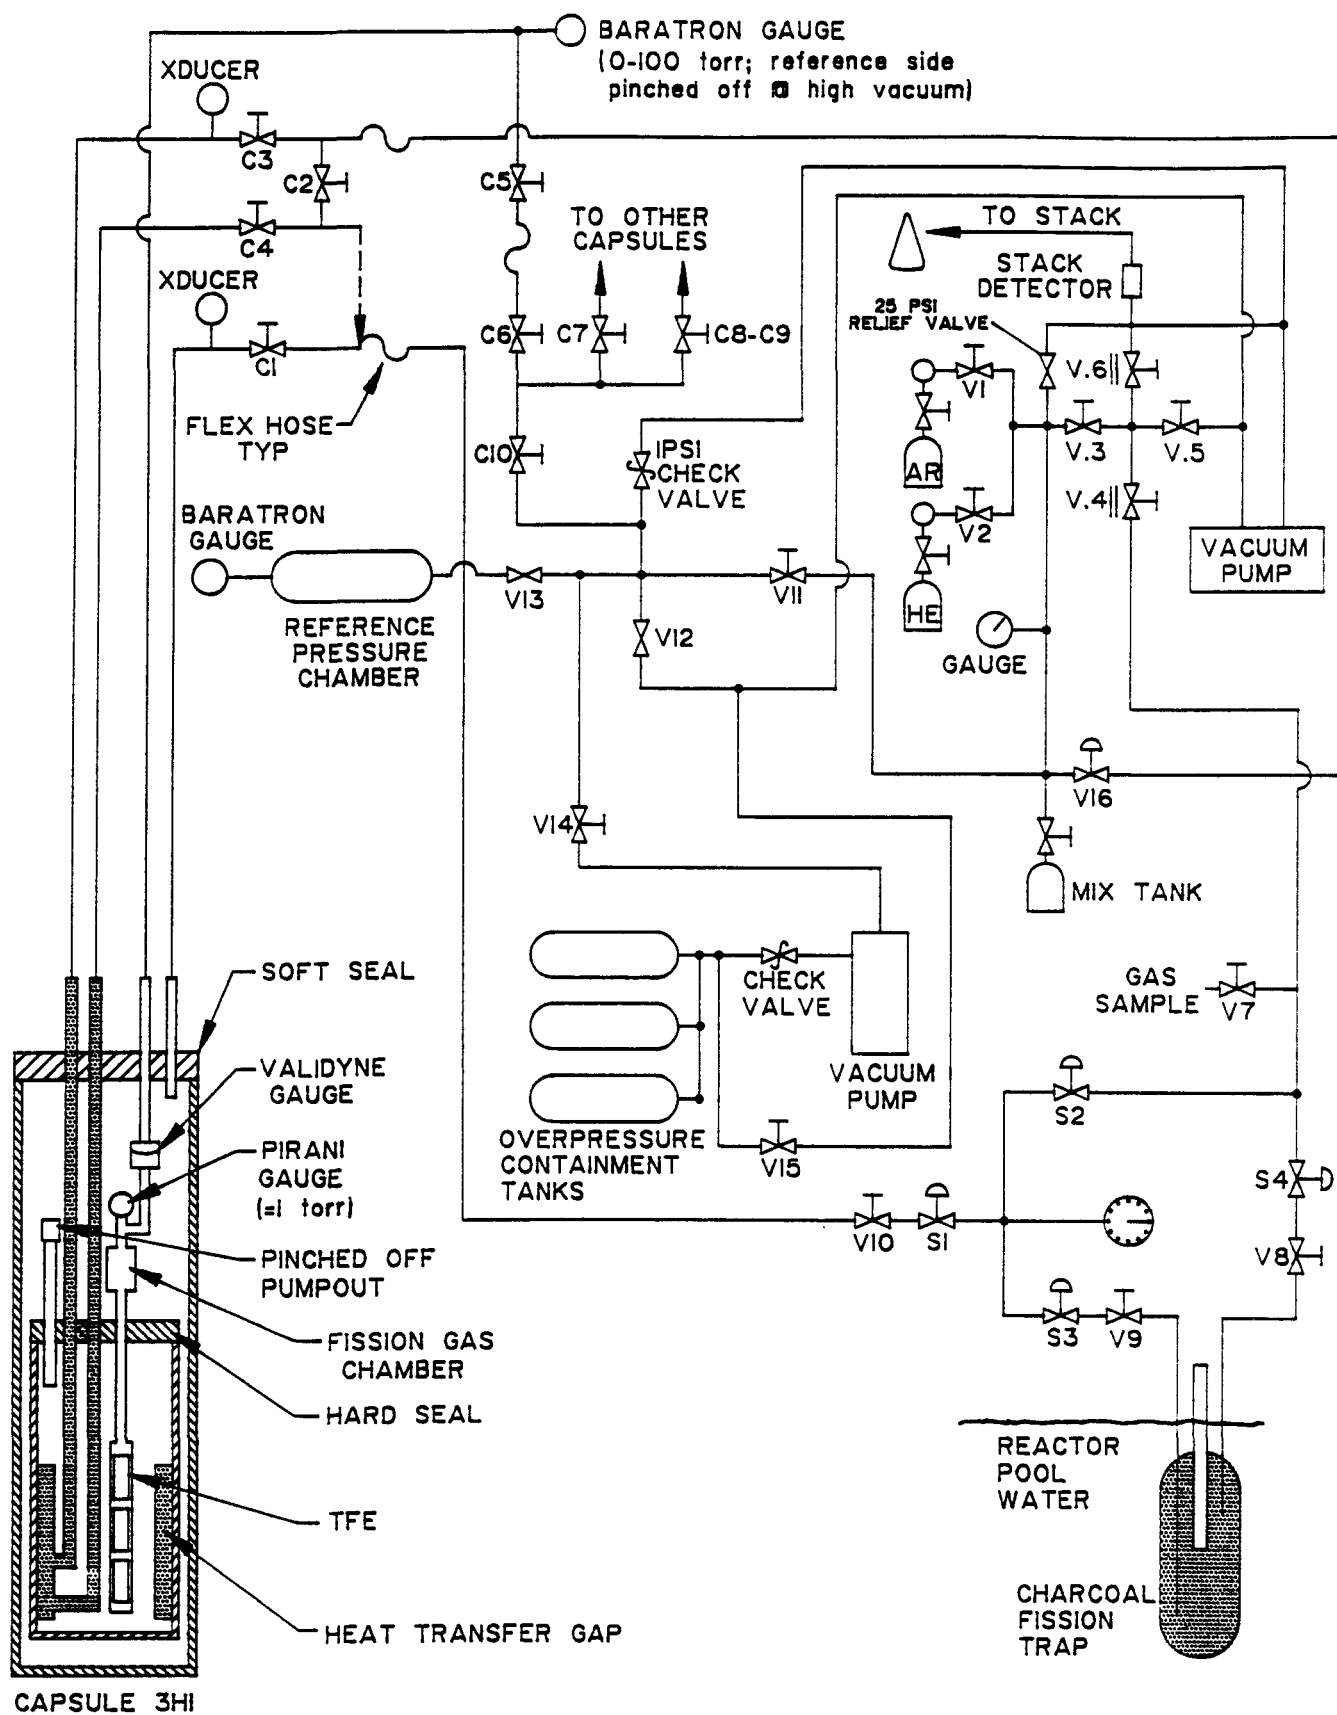 BARATRON GAUGE
(0-100 torr; reference side
pinched off @ high vacuum)
XDUCER
C3
C2
C5
C4
TO OTHER
CAPSULES
TO STACK
STACK
DETECTOR
XDUCER
25 PSI
RELIEF VALVE
C1
C6
C7
C8-C9
V1
V.6
FLEX HOSE
TYP
C10
1PSI
CHECK
VALVE
AR
V.3
V.5
V.4
BARATRON
GAUGE
V2
VACUUM
PUMP
V13
V11
HE
REFERENCE
PRESSURE
CHAMBER
V12
GAUGE
V16
V14
MIX TANK
SOFT SEAL
CHECK
VALVE
GAS
SAMPLE
V7
VALIDYNE
GAUGE
VACUUM
PUMP
S2
OVERPRESSURE
CONTAINMENT
TANKS
V15
PIRANI
GAUGE
(=1 torr)
S4
V10
S1
V8
PINCHED OFF
PUMPOUT
S3
V9
FISSION GAS
CHAMBER
HARD SEAL
REACTOR
POOL
WATER
TFE
CHARCOAL
FISSION
TRAP
HEAT TRANSFER GAP
CAPSULE 3H1